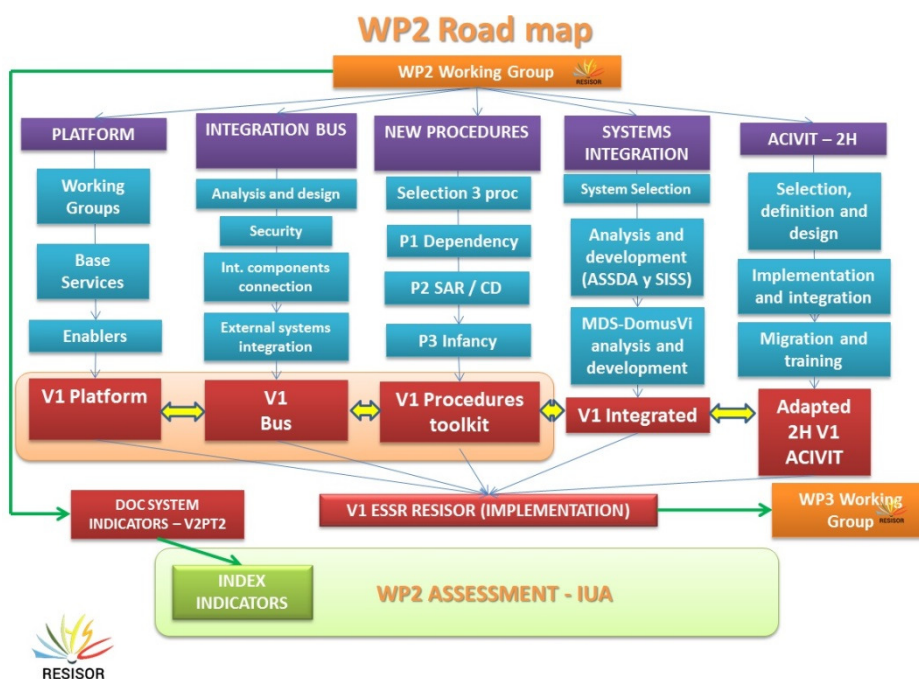 WP2 Road map
WP2 Working Group
RESISOR
PLATFORM
Working
Groups
Base
Services
Enablers
V1 Platform
INTEGRATION BUS
Analysis and design
Security
Int. components
connection
External systems
integration
V1
Bus
NEW PROCEDURES
Selection 3 proc
P1 Dependency
P2 SAR / CD
P3 Infancy
V1 Procedures
toolkit
SYSTEMS
INTEGRATION
System Selection
Analysis and
development
(ASSDA y SISS)
MDS-DomusVi
analysis and
development
V1 Integrated
ACIVIT – 2H
Selection,
definition and
design
Implementation
and integration
Migration and
training
Adapted
2H V1
ACIVIT
DOC SYSTEM
INDICATORS – V2PT2
V1 ESSR RESISOR (IMPLEMENTATION)
WP3 Working
Group
RESISOR
INDEX
INDICATORS
WP2 ASSESSMENT - IUA
RESISOR